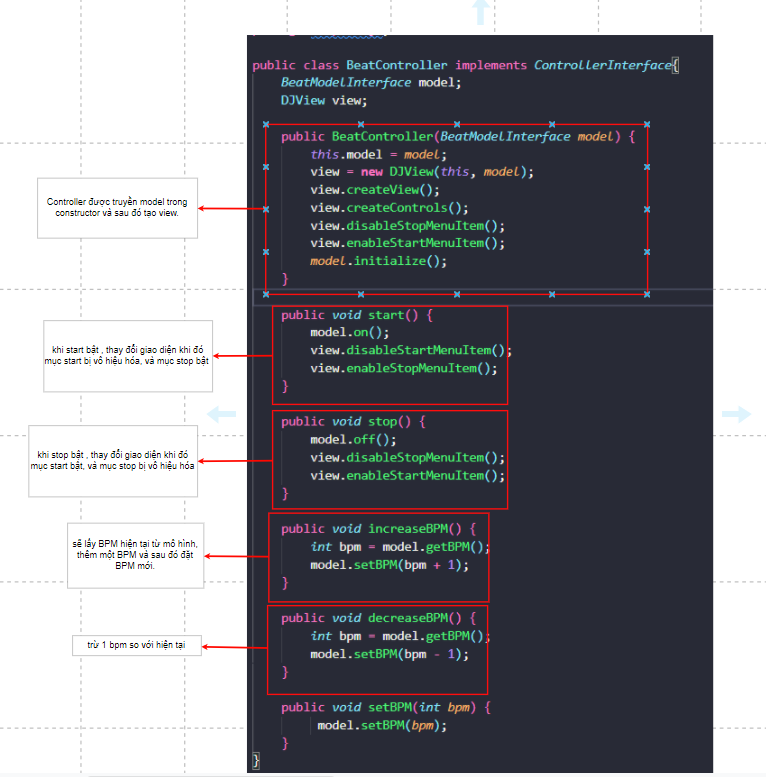 public class BeatController implements ControllerInterface{
BeatModelInterface model;
DJView view;
public BeatController(BeatModelInterface model) {
this.model = model;
view = new DJView(this, model);
view.createView();
view.createControls();
view.disableStopMenuItem();
view.enableStartMenuItem();
model.initialize();
}
Controller được truyền model trong
constructor và sau đó tạo view.
public void start() {
model.on();
view.disableStartMenuItem();
view.enableStopMenuItem();
}
khi start bật , thay đổi giao diện khi đó
mục start bị vô hiệu hóa, và mục stop bật
public void stop() {
model.off();
view.disableStopMenuItem();
view.enableStartMenuItem();
}
khi stop bật , thay đổi giao diện khi đó
mục start bật, và mục stop bị vô hiệu hóa
public void increaseBPM() {
int bpm = model.getBPM();
model.setBPM(bpm + 1);
}
sẽ lấy BPM hiện tại từ mô hình,
thêm một BPM và sau đó đặt
BPM mới.
public void decreaseBPM() {
int bpm = model.getBPM();
model.setBPM(bpm - 1);
}
trừ 1 bpm so với hiện tại
public void setBPM(int bpm) {
model.setBPM(bpm);
}
}